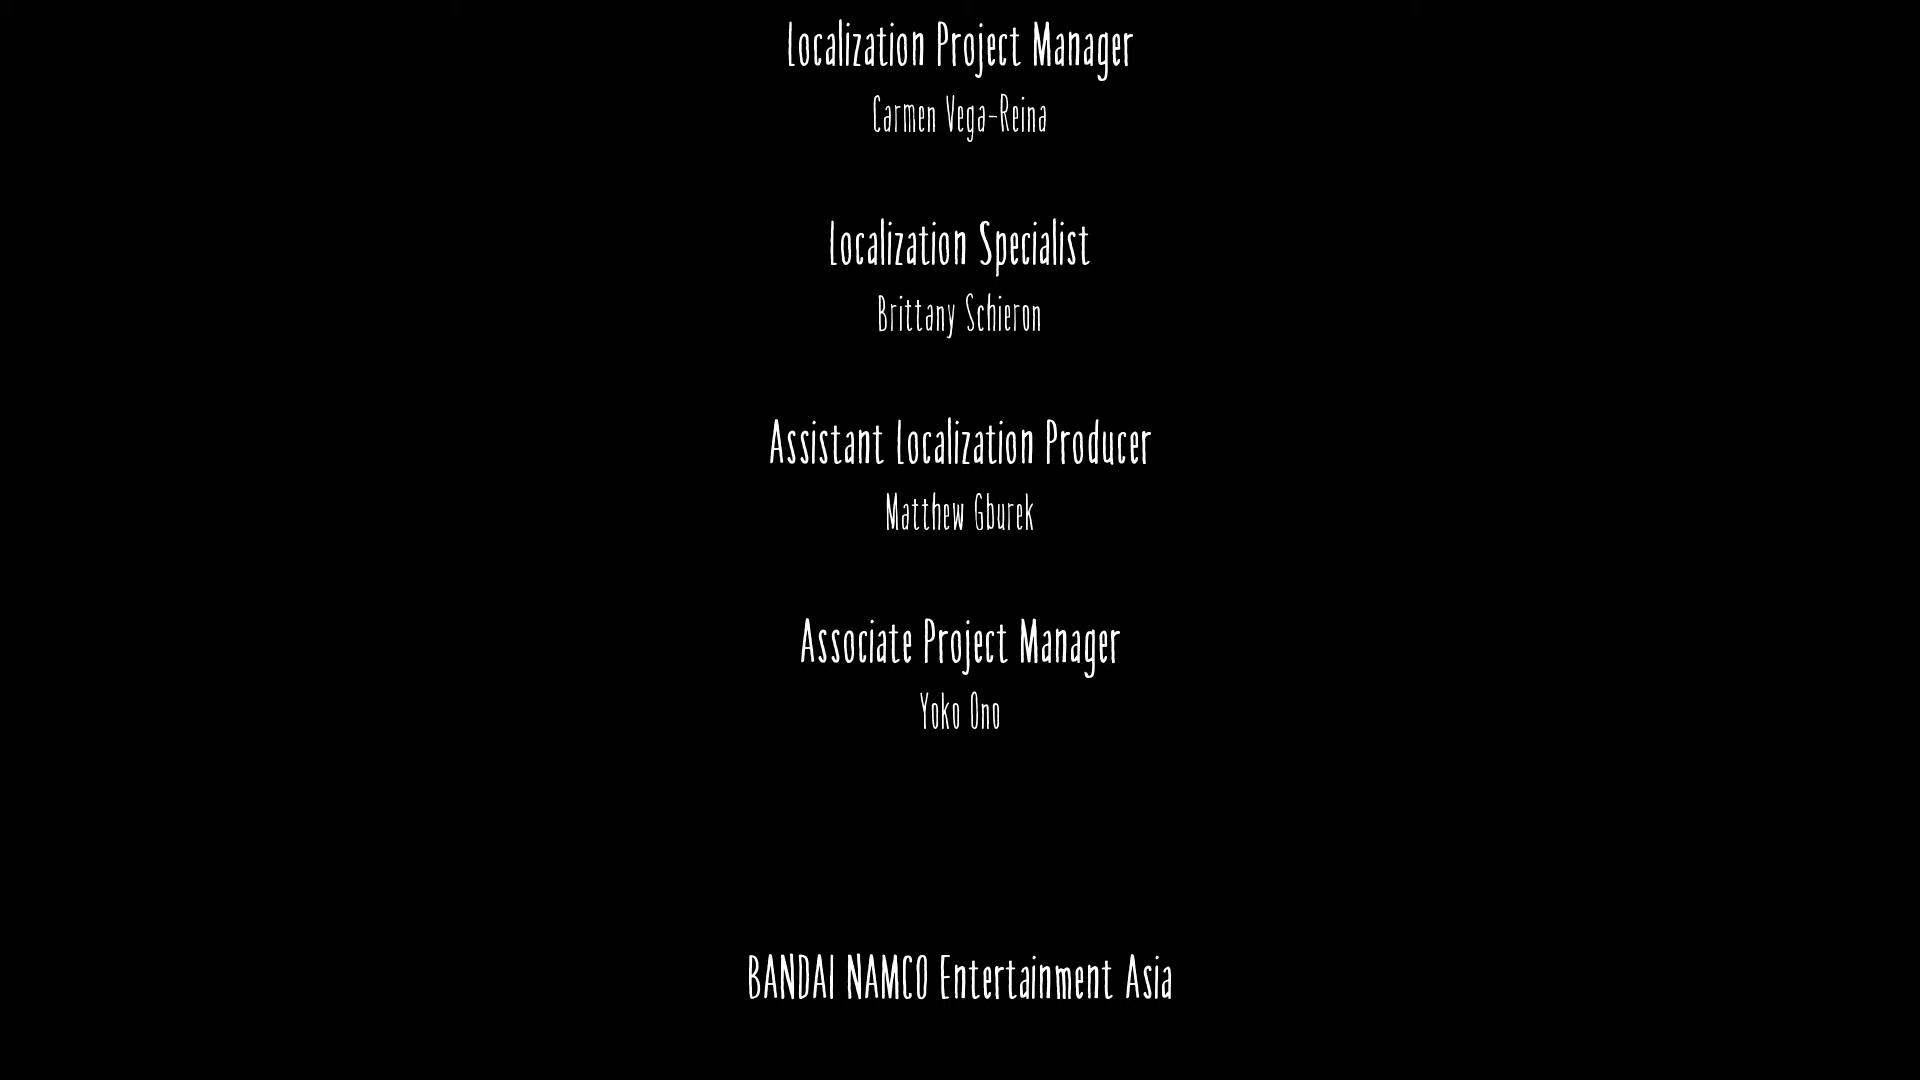 Localization Project Manager
Carmen Vega-Reina
Localization Specialist
Brittany Schieron
Assistant Localization Producer
Matthew Gburek
Associate Project Manager
Yoko Ono
BANDAI NAMCO Entertainment Asia